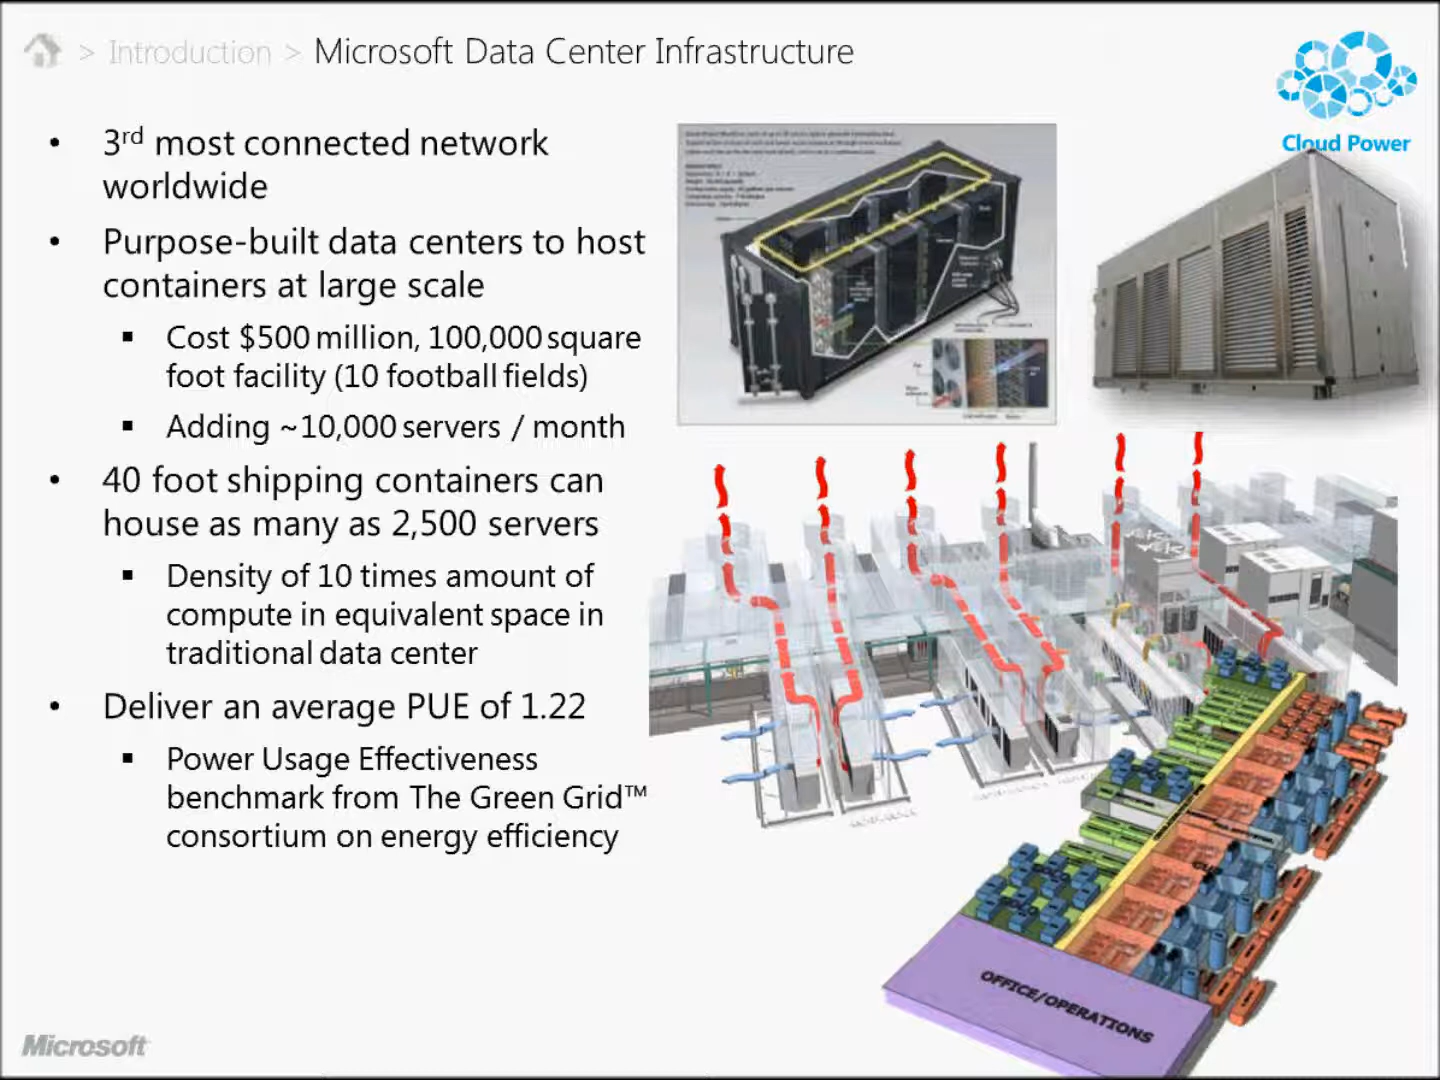 > Introduction > Microsoft Data Center Infrastructure
Cloud Power
• 3rd most connected network
worldwide
• Purpose-built data centers to host
containers at large scale
▪ Cost $500 million, 100,000 square
foot facility (10 football fields)
▪ Adding ~10,000 servers / month
• 40 foot shipping containers can
house as many as 2,500 servers
▪ Density of 10 times amount of
compute in equivalent space in
traditional data center
• Deliver an average PUE of 1.22
▪ Power Usage Effectiveness
benchmark from The Green Grid™
consortium on energy efficiency
OFFICE/OPERATIONS
Microsoft